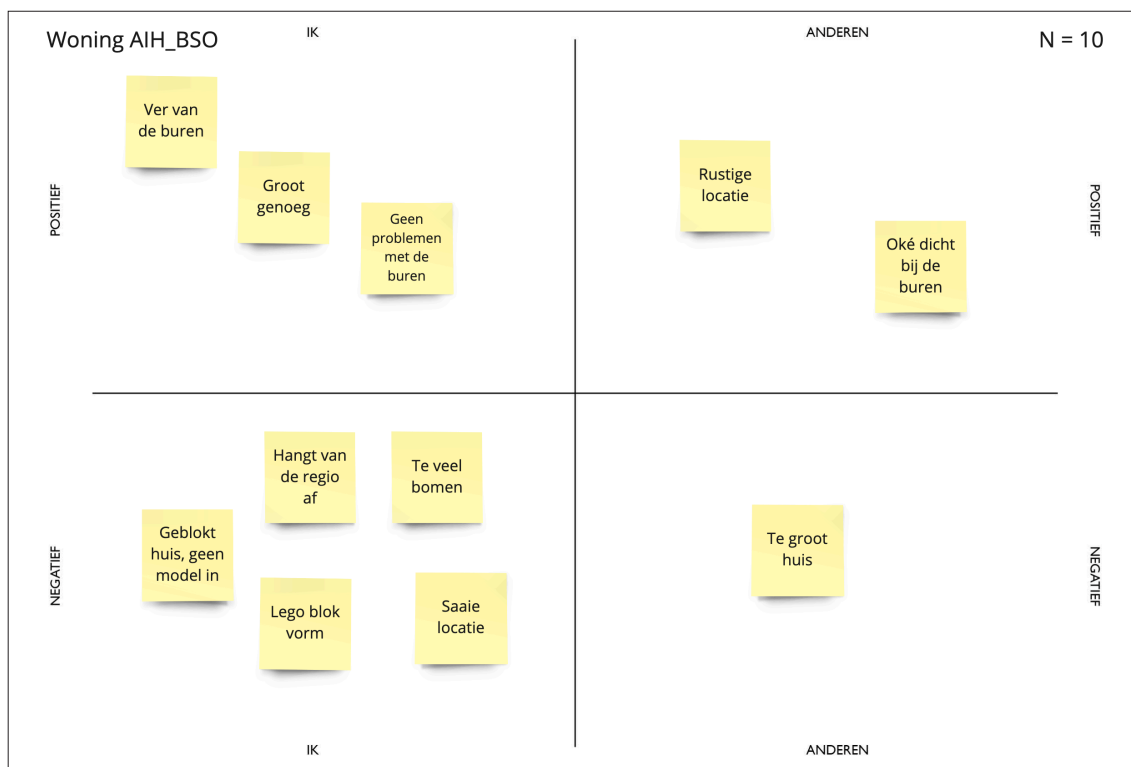 Woning AIH_BSO
IK
ANDEREN
N = 10
POSITIEF
Ver van
de buren
Groot
genoeg
Geen
problemen
met de
buren
Rustige
locatie
Oké dicht
bij de
buren
POSITIEF
NEGATIEF
Hangt van
de regio
af
Te veel
bomen
Geblokt
huis, geen
model in
Lego blok
vorm
Saaie
locatie
Te groot
huis
NEGATIEF
IK
ANDEREN